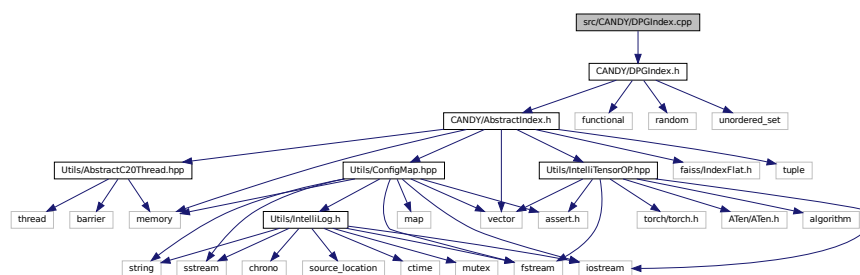 src/CANDY/DPGIndex.cpp
CANDY/DPGIndex.h
CANDY/AbstractIndex.h
functional
random
unordered_set
Utils/AbstractC20Thread.hpp
Utils/ConfigMap.hpp
Utils/IntelliTensorOP.hpp
faiss/IndexFlat.h
tuple
thread
barrier
memory
Utils/IntelliLog.h
map
vector
assert.h
torch/torch.h
ATen/ATen.h
algorithm
string
sstream
chrono
source_location
ctime
mutex
fstream
iostream